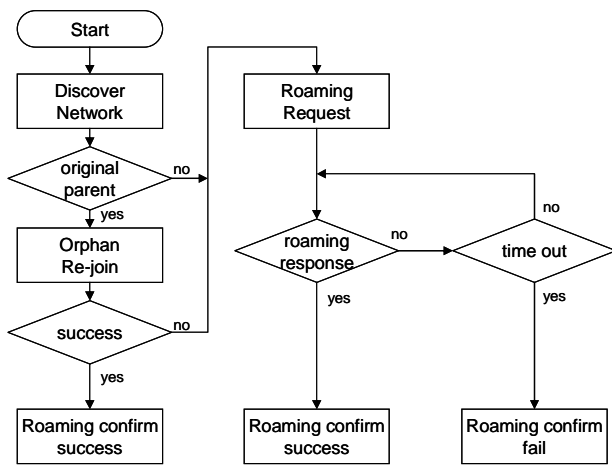 Start
Discover
Network
original
parent
no
yes
Orphan
Re-join
success
no
yes
Roaming confirm
success
Roaming
Request
roaming
response
no
yes
Roaming confirm
success
time out
no
yes
Roaming confirm
fail